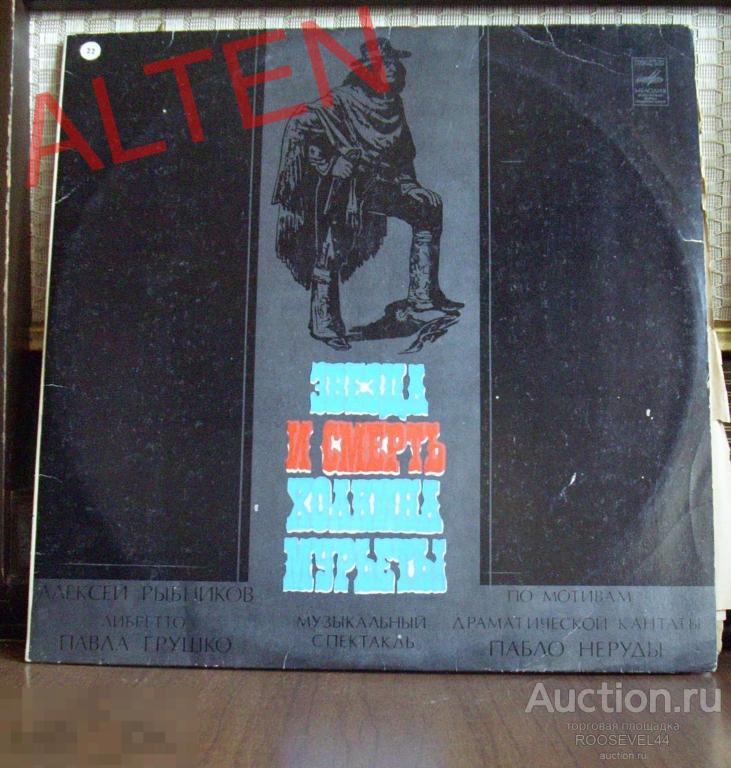 22
ALTEN
МЕЛОДИЯ
ЗВЕЗДА
И СМЕРТЬ
ХОАКИНА
МУРЬЕТЫ
АЛЕКСЕЙ РЫБНИКОВ
ЛИБРЕТТО
ПАВЛА ГРУШКО
МУЗЫКАЛЬНЫЙ
СПЕКТАКЛЬ
ПО МОТИВАМ
ДРАМАТИЧЕСКОЙ КАНТАТЫ
ПАБЛО НЕРУДЫ
Auction.ru
торговая площадка
ROOSEVEL44
auction.ru